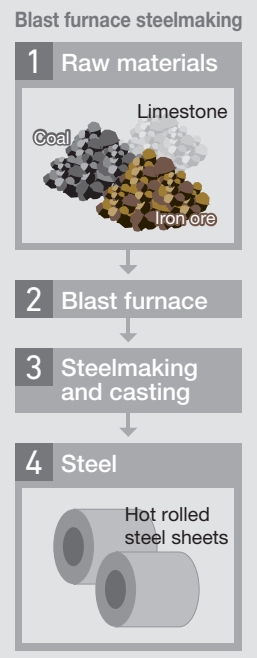 Blast furnace steelmaking
1 Raw materials
Limestone
Coal
Iron ore
2 Blast furnace
3 Steelmaking
and casting
4 Steel
Hot rolled
steel sheets